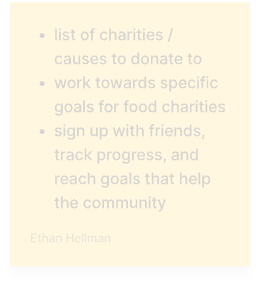 • list of charities /
causes to donate to
• work towards specific
goals for food charities
• sign up with friends,
track progress, and
reach goals that help
the community
Ethan Hellman